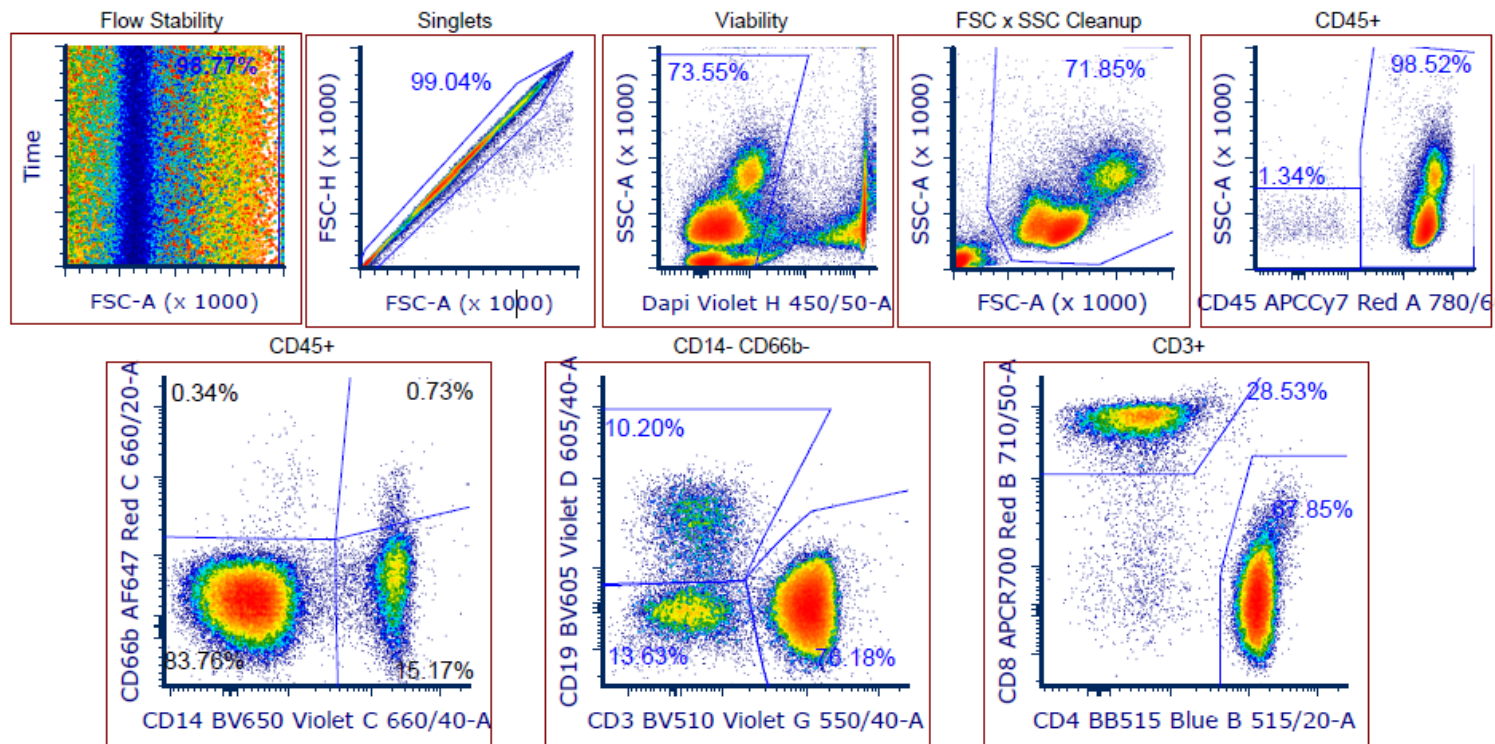 Flow Stability
Singlets
Viability
FSC x SSC Cleanup
CD45+
98.77%
Time
FSC-A (x 1000)
99.04%
FSC-H (x 1000)
FSC-A (x 1000)
73.55%
SSC-A (x 1000)
Dapi Violet H 450/50-A
71.85%
SSC-A (x 1000)
FSC-A (x 1000)
98.52%
1.34%
SSC-A (x 1000)
CD45 APCCy7 Red A 780/6
CD45+
CD14- CD66b-
CD3+
0.34%
0.73%
83.76%
15.17%
CD66b AF647 Red C 660/20-A
CD14 BV650 Violet C 660/40-A
10.20%
13.63%
76.18%
CD19 BV605 Violet D 605/40-A
CD3 BV510 Violet G 550/40-A
28.53%
67.85%
CD8 APCR700 Red B 710/50-A
CD4 BB515 Blue B 515/20-A